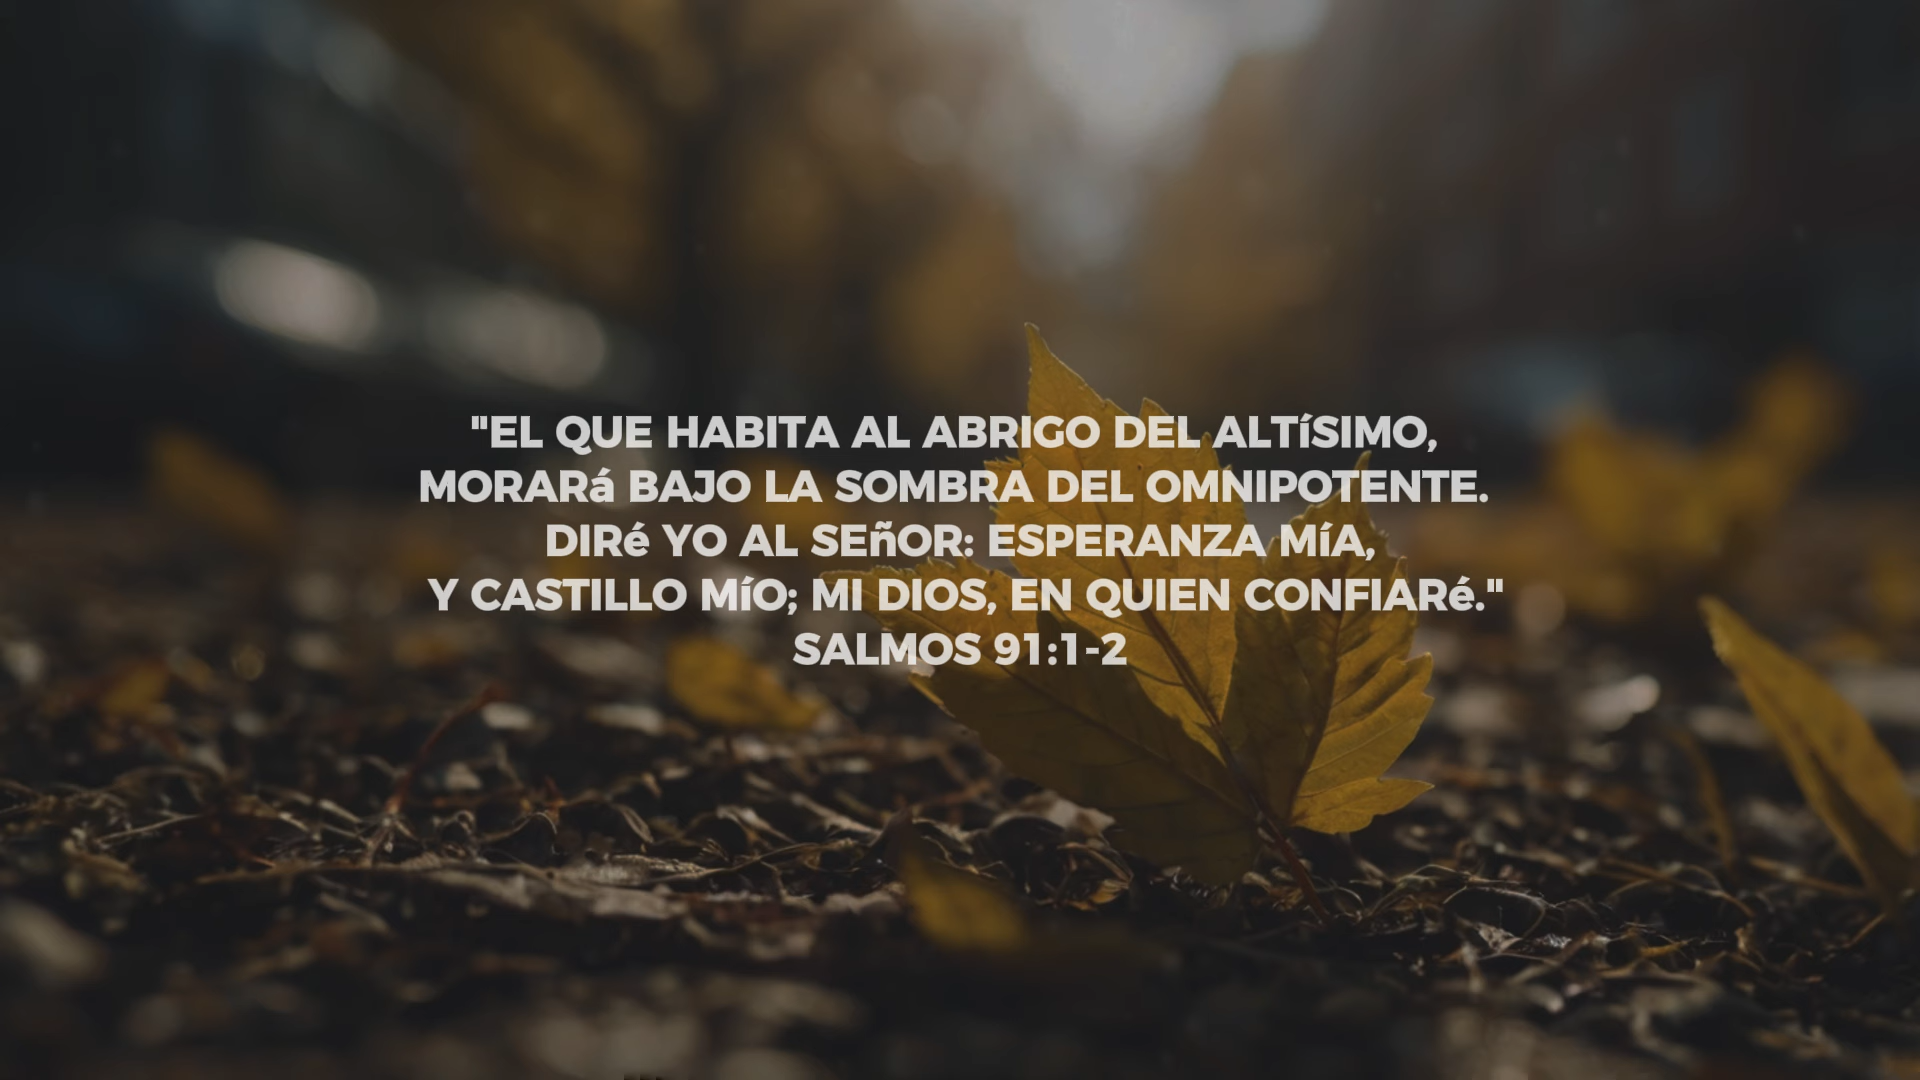 "EL QUE HABITA AL ABRIGO DEL ALTíSIMO,
MORARá BAJO LA SOMBRA DEL OMNIPOTENTE.
DIRé YO AL SEñOR: ESPERANZA MíA,
Y CASTILLO MíO; MI DIOS, EN QUIEN CONFIARé."
SALMOS 91:1-2